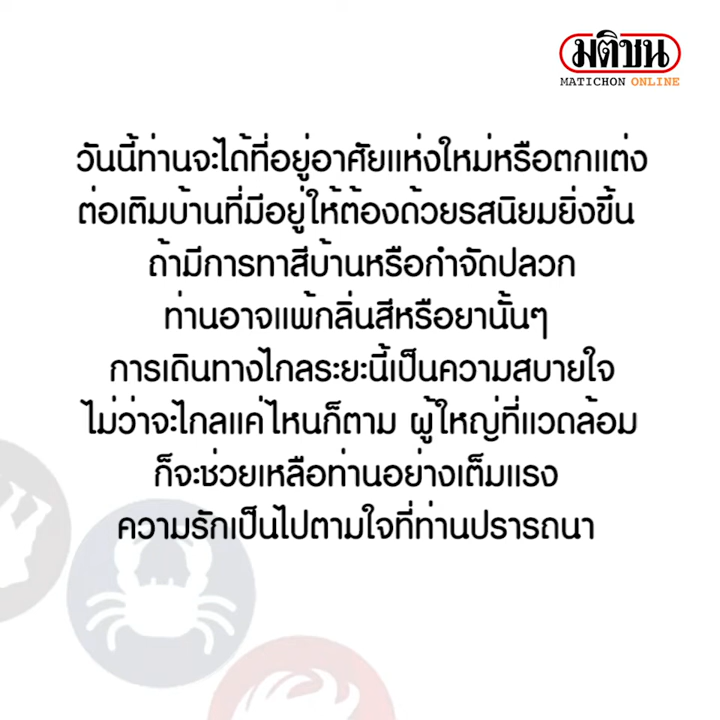 มติชน
MATICHON ONLINE
วันนี้ท่านจะได้ที่อยู่อาศัยแห่งใหม่หรือตกแต่ง
ต่อเติมบ้านที่มีอยู่ให้ต้องด้วยรสนิยมยิ่งขึ้น
ถ้ามีการทาสีบ้านหรือกำจัดปลวก
ท่านอาจแพ้กลิ่นสีหรือยานั้นๆ
การเดินทางไกลระยะนี้เป็นความสบายใจ
ไม่ว่าจะไกลแค่ไหนก็ตาม ผู้ใหญ่ที่แวดล้อม
ก็จะช่วยเหลือท่านอย่างเต็มแรง
ความรักเป็นไปตามใจที่ท่านปรารถนา